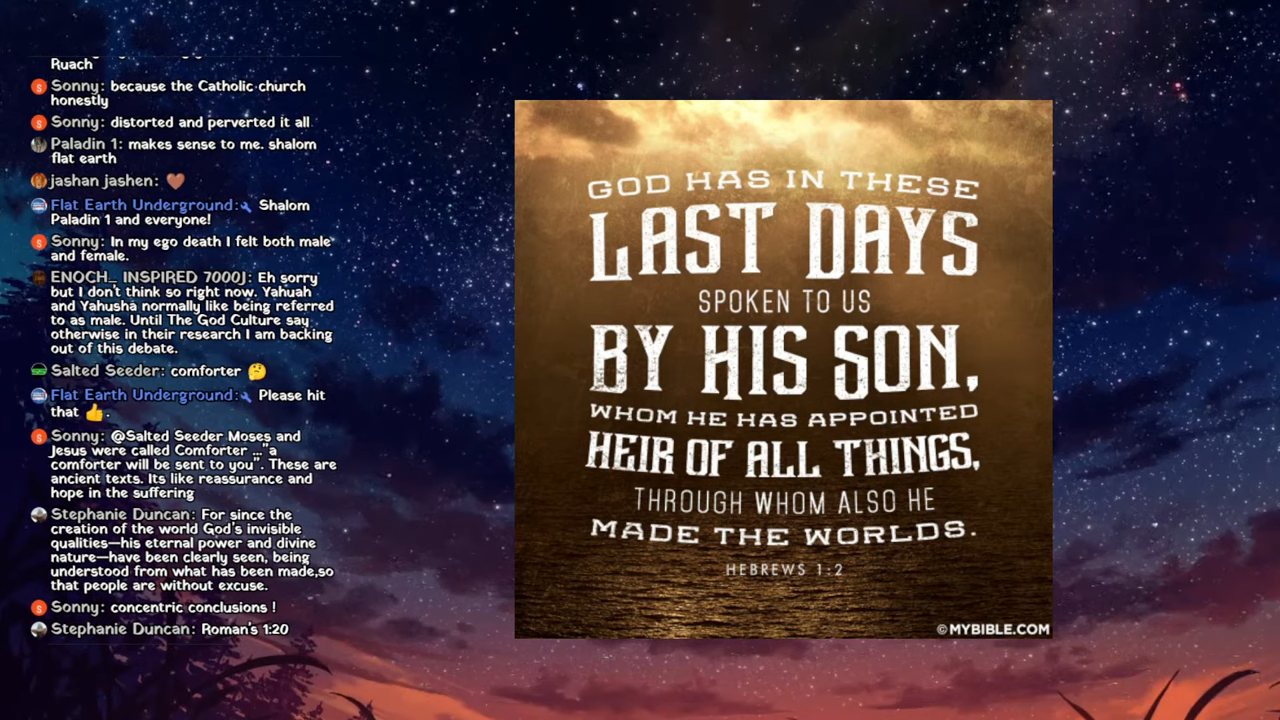 Ruach
Sonny: because the Catholic church
honestly
Sonny: distorted and perverted it all
Paladin 1: makes sense to me. shalom
flat earth
jashan jashen: 🤎
Flat Earth Underground:🔧 Shalom
Paladin 1 and everyone!
Sonny: In my ego death I felt both male
and female.
ENOCH... INSPIRED 7000J: Eh sorry
but I don't think so right now. Yahuah
and Yahusha normally like being referred
to as male. Until The God Culture say
otherwise in their research I am backing
out of this debate.
Salted Seeder: comforter 🤔
Flat Earth Underground:🔧 Please hit
that 👍.
Sonny: @Salted Seeder Moses and
Jesus were called Comforter ..."a
comforter will be sent to you". These are
ancient texts. Its like reassurance and
hope in the suffering
Stephanie Duncan: For since the
creation of the world God's invisible
qualities—his eternal power and divine
nature—have been clearly seen, being
understood from what has been made,so
that people are without excuse.
Sonny: concentric conclusions !
Stephanie Duncan: Roman's 1:20
GOD HAS IN THESE
LAST DAYS
SPOKEN TO US
BY HIS SON,
WHOM HE HAS APPOINTED
HEIR OF ALL THINGS,
THROUGH WHOM ALSO HE
MADE THE WORLDS.
HEBREWS 1:2
©MYBIBLE.COM